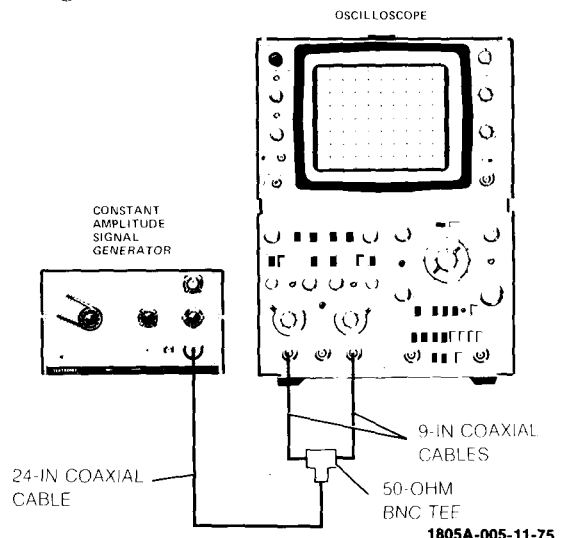 OSCILLOSCOPE
CONSTANT
AMPLITUDE
SIGNAL
GENERATOR
TEKTRONIX
9-IN COAXIAL
CABLES
24-IN COAXIAL
CABLE
50-OHM
BNC TEE
1805A-005-11-75